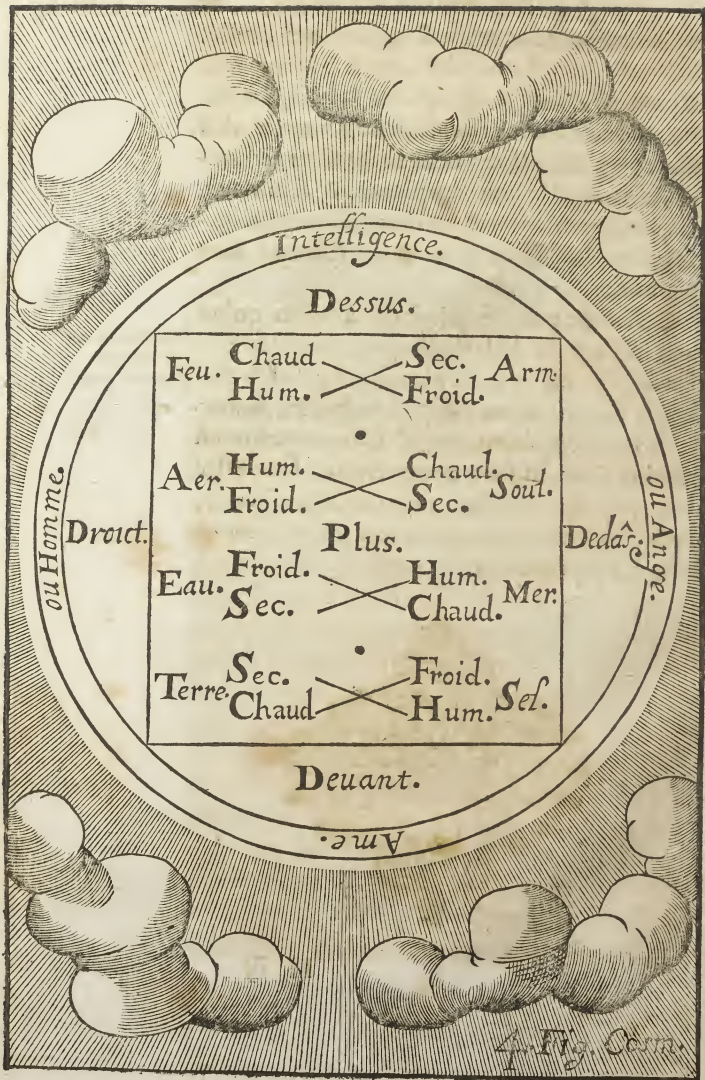 Intelligence.
Dessus.
Feu. Chaud Sec. Arm.
Hum. Froid.
Aer. Hum. Chaud. Soul.
Froid. Sec.
ou Homme. Droict. Plus. Dedãs. ou Ange.
Eau. Froid. Hum. Mer.
Sec. Chaud.
Terre. Sec. Froid. Sel.
Chaud Hum.
Deuant.
Ame.
4. Fig. Cosm.